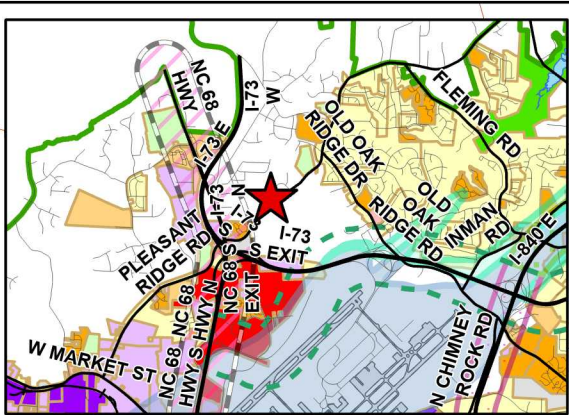 NC 68
HWY
I-73
W
I-73 E
FLEMING RD
OLD OAK
RIDGE DR
OLD
OAK
RIDGE RD
INMAN
RD
I-840 E
N
I-73
S
I-73
I-73
S EXIT
PLEASANT
RIDGE RD
NC 68 S
EXIT
NC 68 - NC 68
HWY S - HWY N
W MARKET ST
N CHIMNEY
ROCK RD